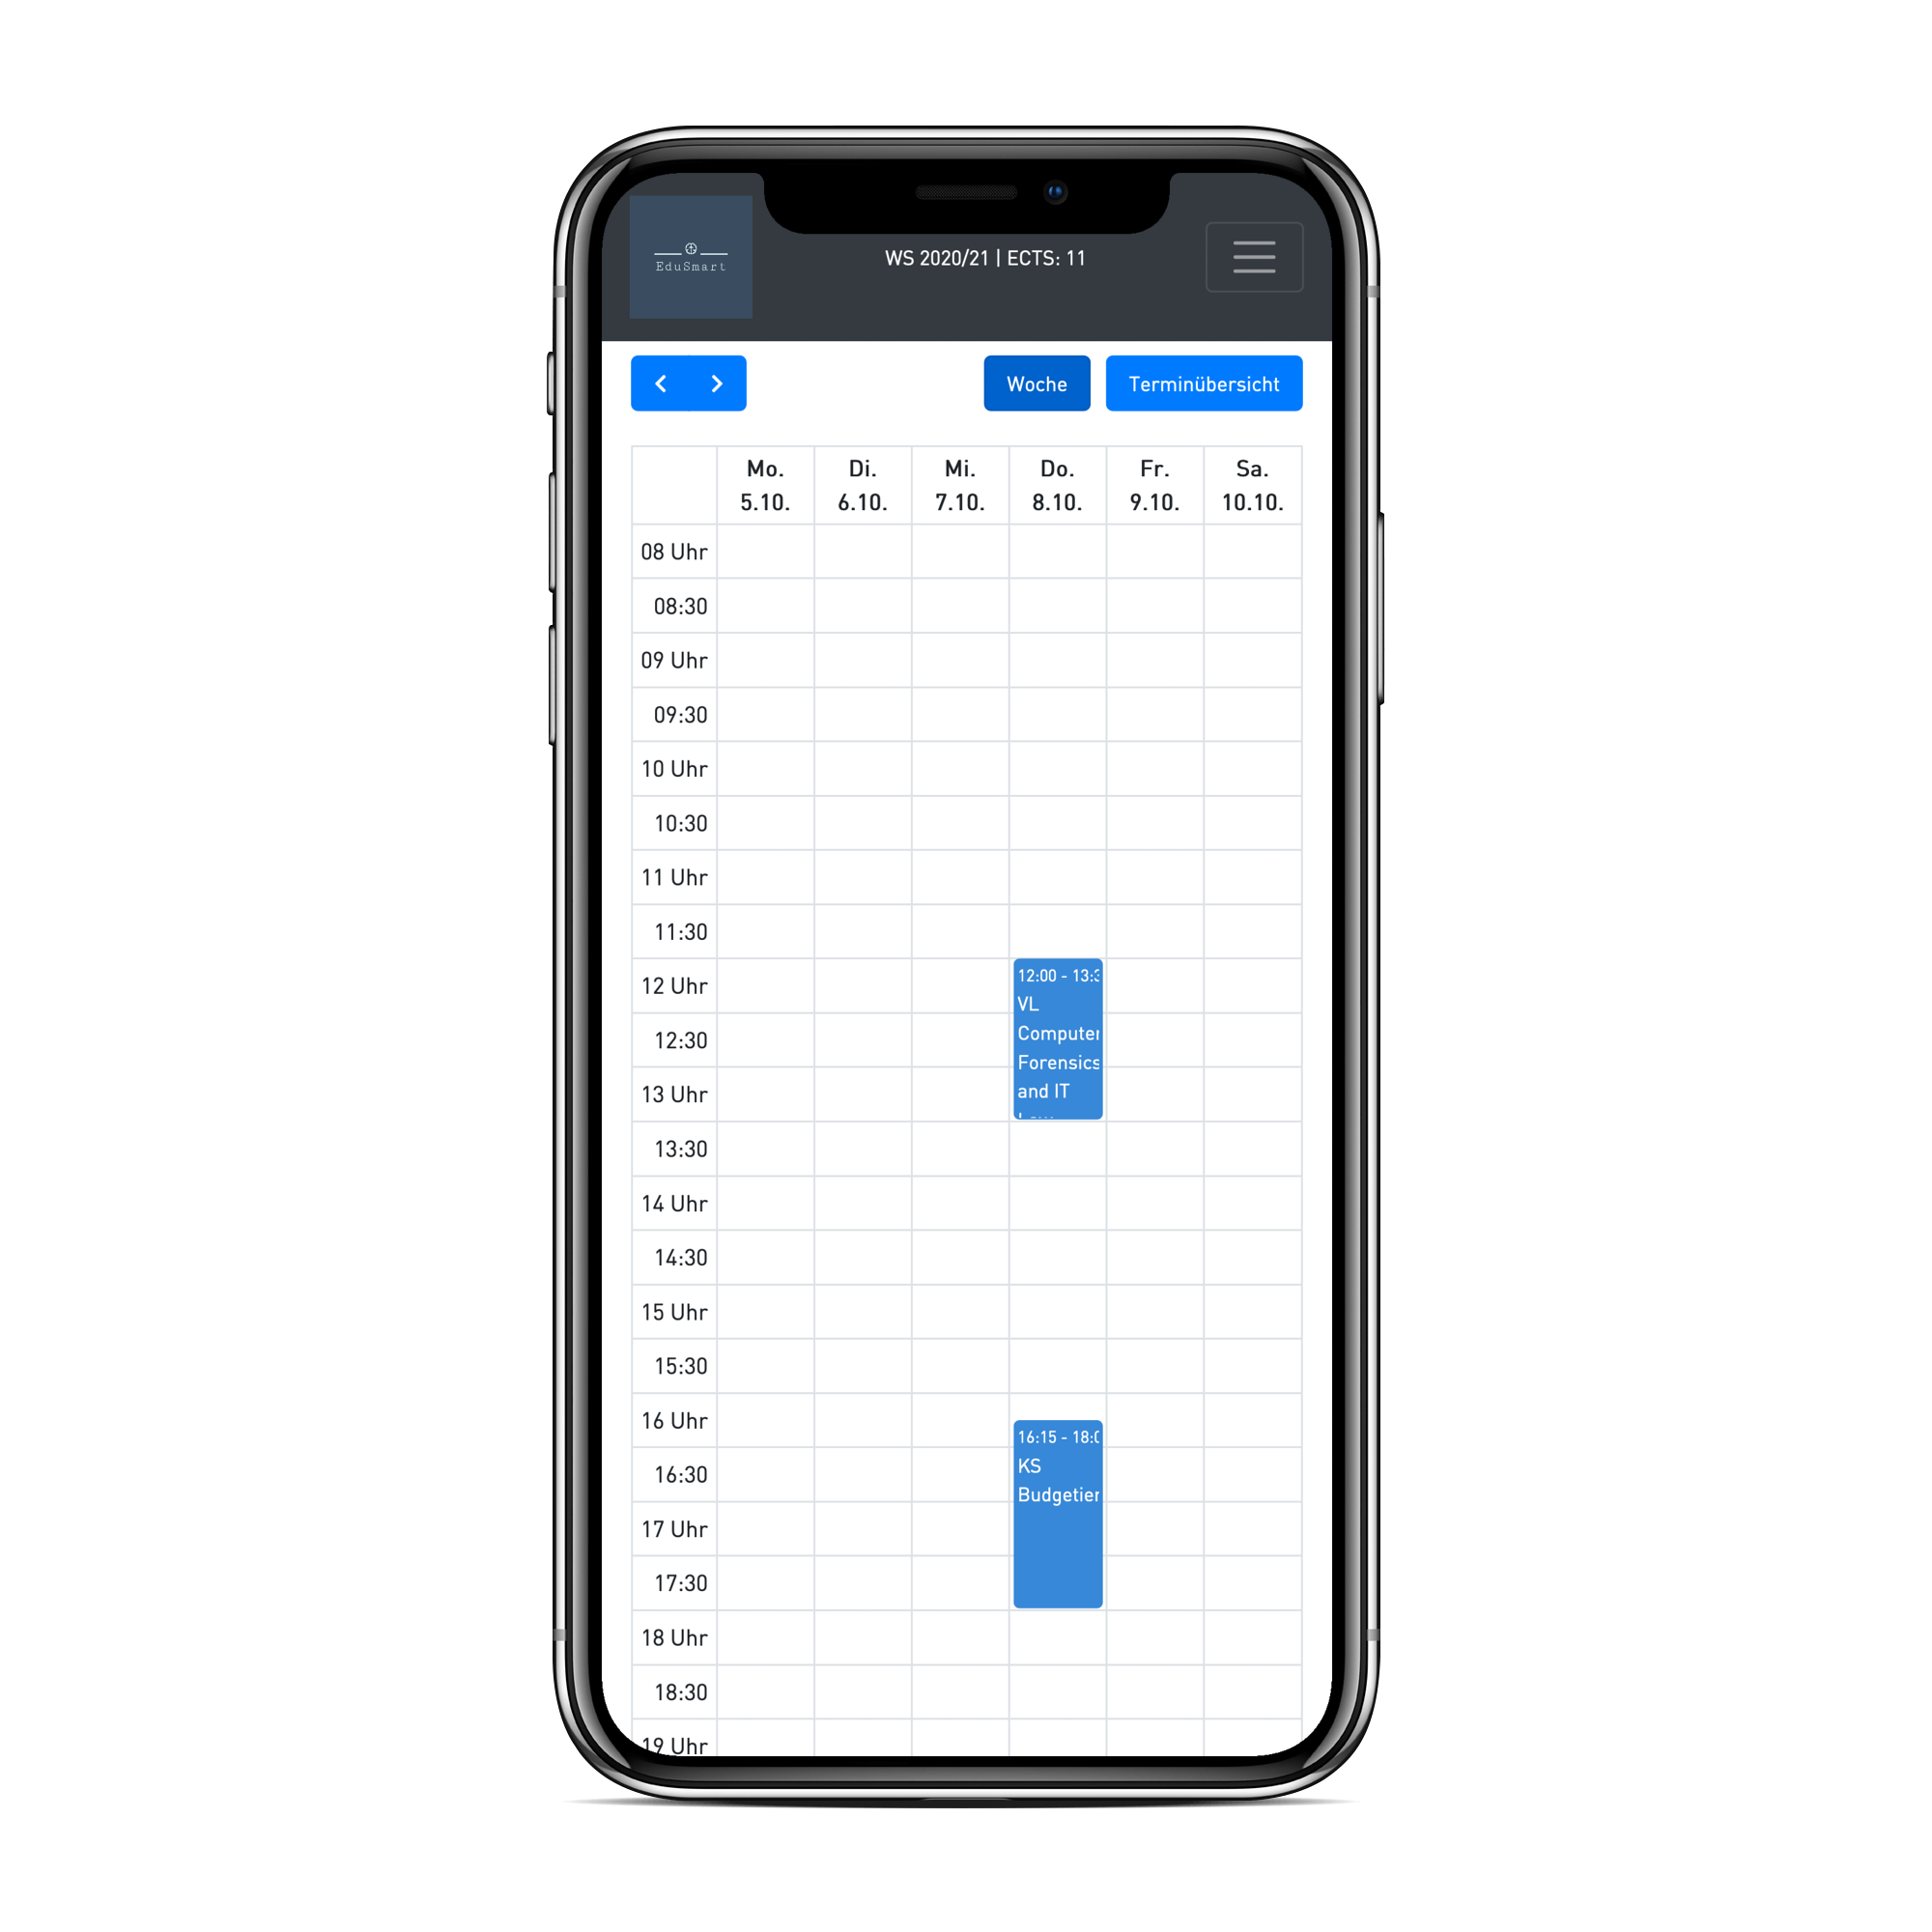 EduSmart
WS 2020/21 | ECTS: 11
Woche
Terminübersicht
Mo. Di. Mi. Do. Fr. Sa.
5.10. 6.10. 7.10. 8.10. 9.10. 10.10.
08 Uhr
08:30
09 Uhr
09:30
10 Uhr
10:30
11 Uhr
11:30
12 Uhr
12:00 - 13:3
VL
12:30
Computer
Forensics
13 Uhr
and IT
13:30
14 Uhr
14:30
15 Uhr
15:30
16 Uhr
16:15 - 18:0
KS
16:30
Budgetier
17 Uhr
17:30
18 Uhr
18:30
19 Uhr